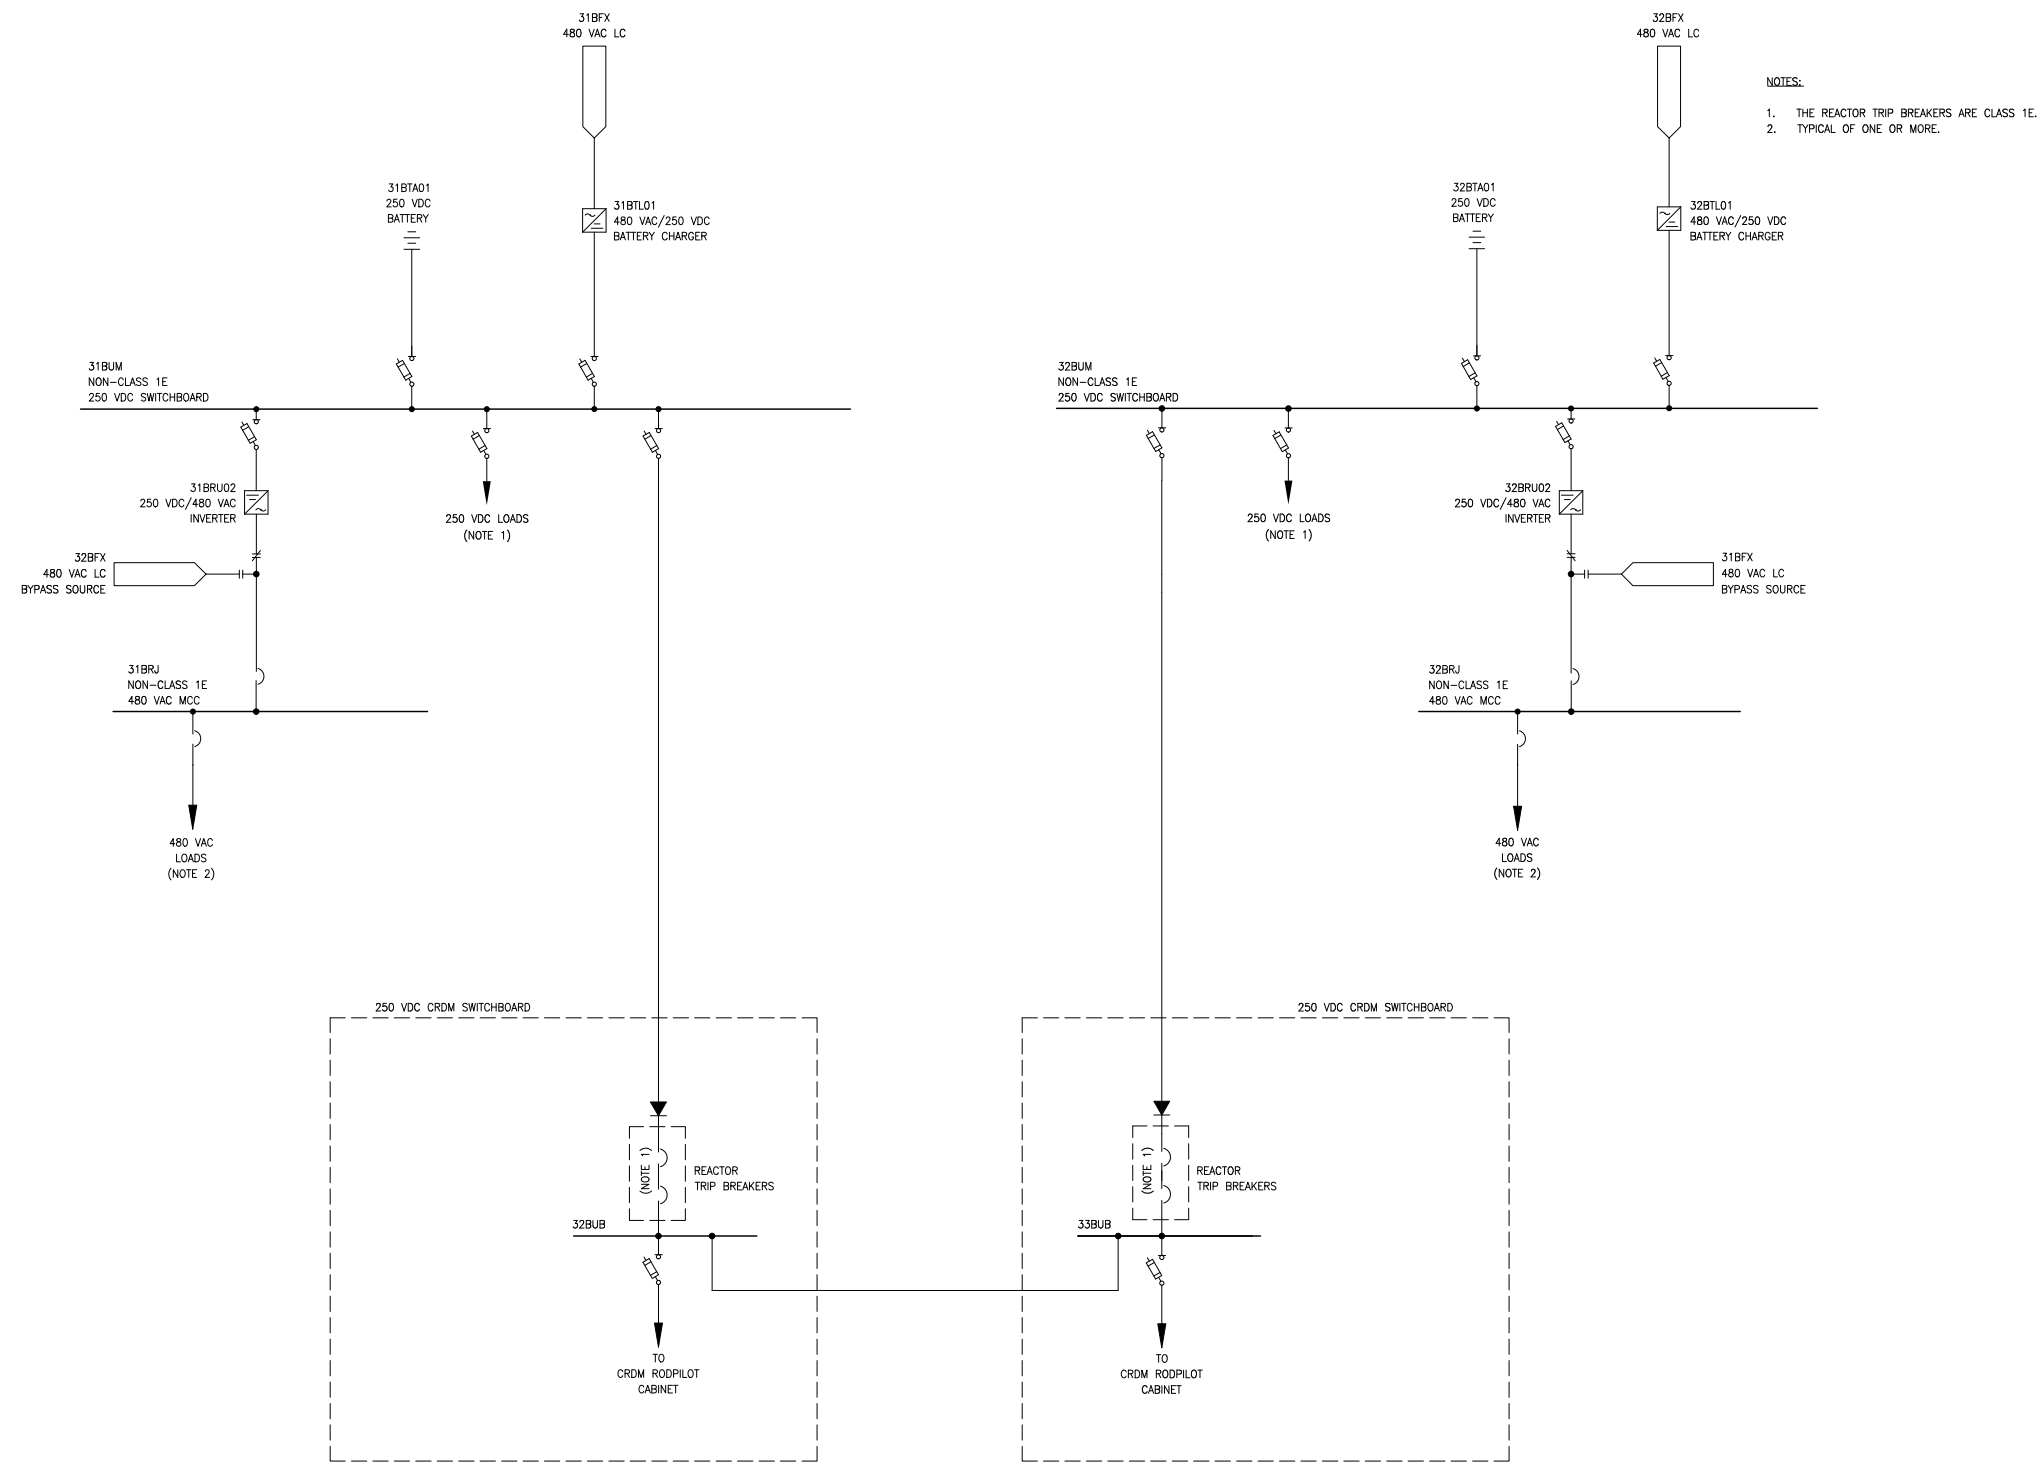 31BFX
480 VAC LC
32BFX
480 VAC LC
NOTES:
1. THE REACTOR TRIP BREAKERS ARE CLASS 1E.
2. TYPICAL OF ONE OR MORE.
31BTA01
250 VDC
BATTERY
31BTL01
480 VAC/250 VDC
BATTERY CHARGER
32BTA01
250 VDC
BATTERY
32BTL01
480 VAC/250 VDC
BATTERY CHARGER
31BUM
NON-CLASS 1E
250 VDC SWITCHBOARD
32BUM
NON-CLASS 1E
250 VDC SWITCHBOARD
31BRU02
250 VDC/480 VAC
INVERTER
250 VDC LOADS
(NOTE 1)
250 VDC LOADS
(NOTE 1)
32BRU02
250 VDC/480 VAC
INVERTER
32BFX
480 VAC LC
BYPASS SOURCE
31BFX
480 VAC LC
BYPASS SOURCE
31BRJ
NON-CLASS 1E
480 VAC MCC
32BRJ
NON-CLASS 1E
480 VAC MCC
480 VAC
LOADS
(NOTE 2)
480 VAC
LOADS
(NOTE 2)
250 VDC CRDM SWITCHBOARD
250 VDC CRDM SWITCHBOARD
(NOTE 1)
REACTOR
TRIP BREAKERS
(NOTE 1)
REACTOR
TRIP BREAKERS
32BUB
33BUB
TO
CRDM RODPILOT
CABINET
TO
CRDM RODPILOT
CABINET